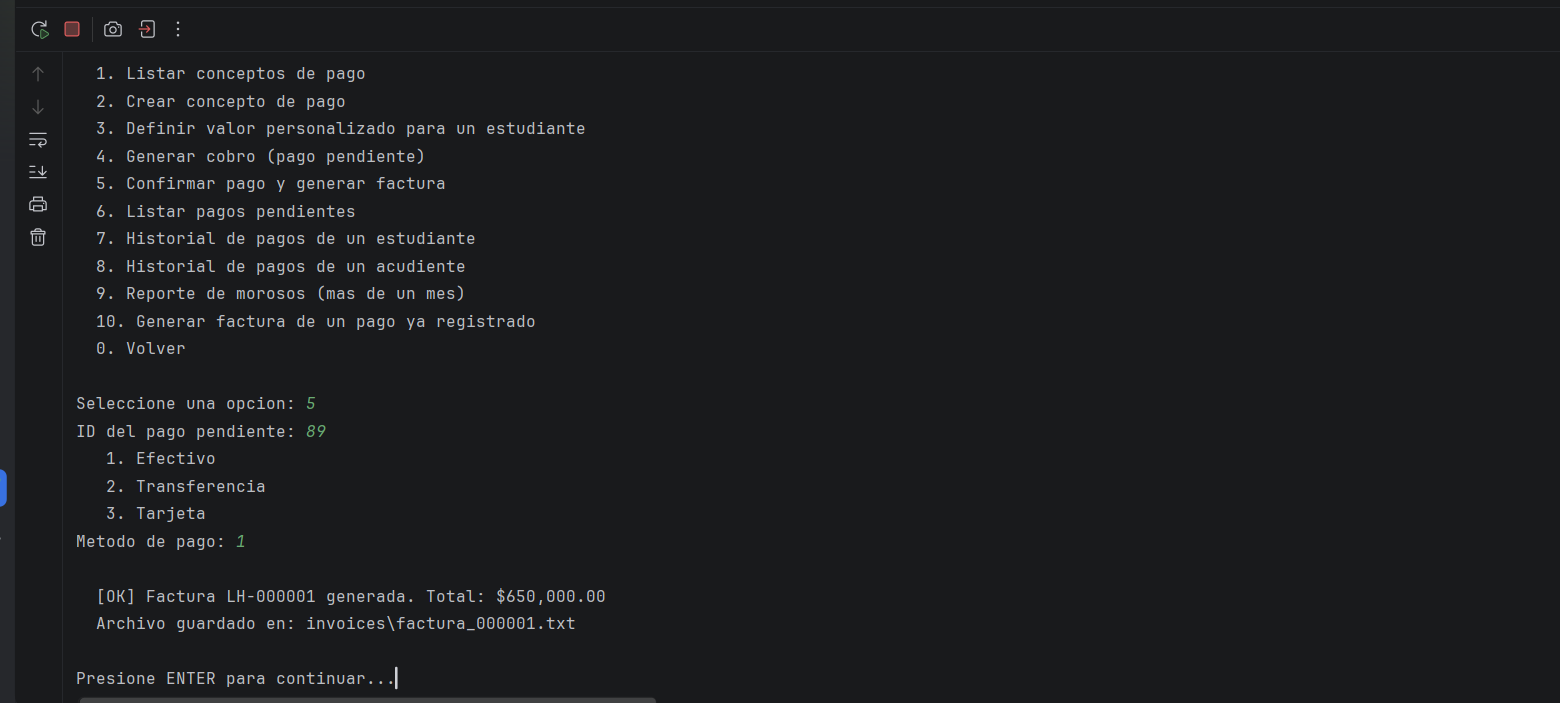 1. Listar conceptos de pago
2. Crear concepto de pago
3. Definir valor personalizado para un estudiante
4. Generar cobro (pago pendiente)
5. Confirmar pago y generar factura
6. Listar pagos pendientes
7. Historial de pagos de un estudiante
8. Historial de pagos de un acudiente
9. Reporte de morosos (mas de un mes)
10. Generar factura de un pago ya registrado
0. Volver
Seleccione una opcion: 5
ID del pago pendiente: 89
1. Efectivo
2. Transferencia
3. Tarjeta
Metodo de pago: 1
[OK] Factura LH-000001 generada. Total: $650,000.00
Archivo guardado en: invoices\factura_000001.txt
Presione ENTER para continuar...